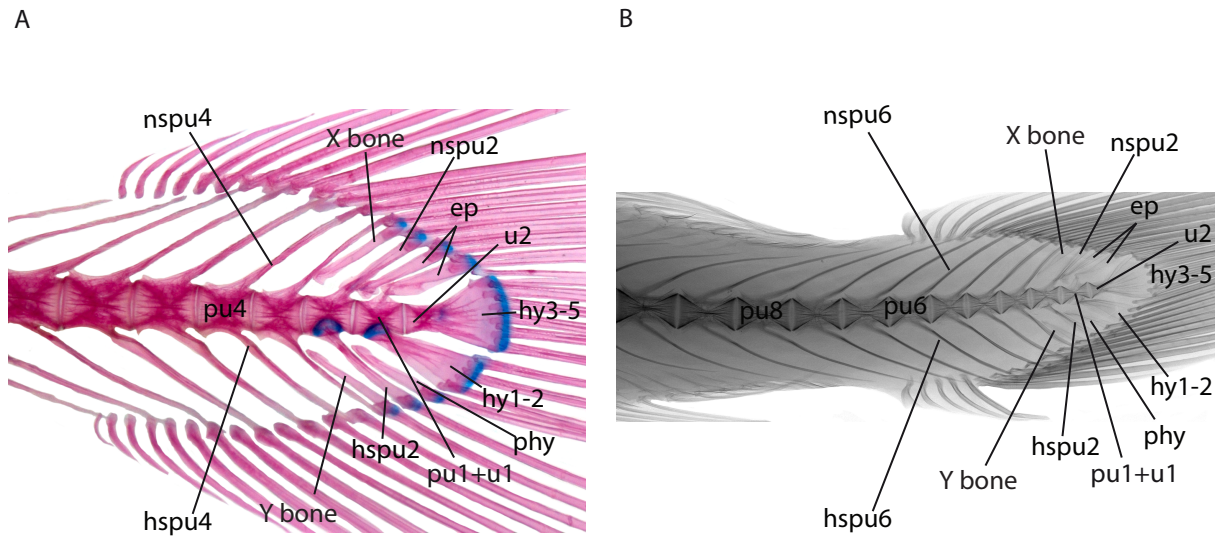 A
nspu4
X bone
nspu2
ep
u2
pu4
hy3-5
hy1-2
phy
hspu2
pu1+u1
Y bone
hspu4
B
nspu6
X bone
nspu2
ep
u2
hy3-5
pu8
pu6
hy1-2
phy
hspu2
pu1+u1
Y bone
hspu6